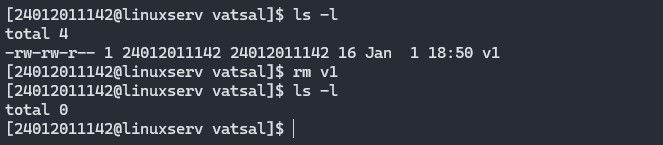 [24012011142@linuxserv vatsal]$ ls -l
total 4
-rw-rw-r-- 1 24012011142 24012011142 16 Jan  1 18:50 v1
[24012011142@linuxserv vatsal]$ rm v1
[24012011142@linuxserv vatsal]$ ls -l
total 0
[24012011142@linuxserv vatsal]$